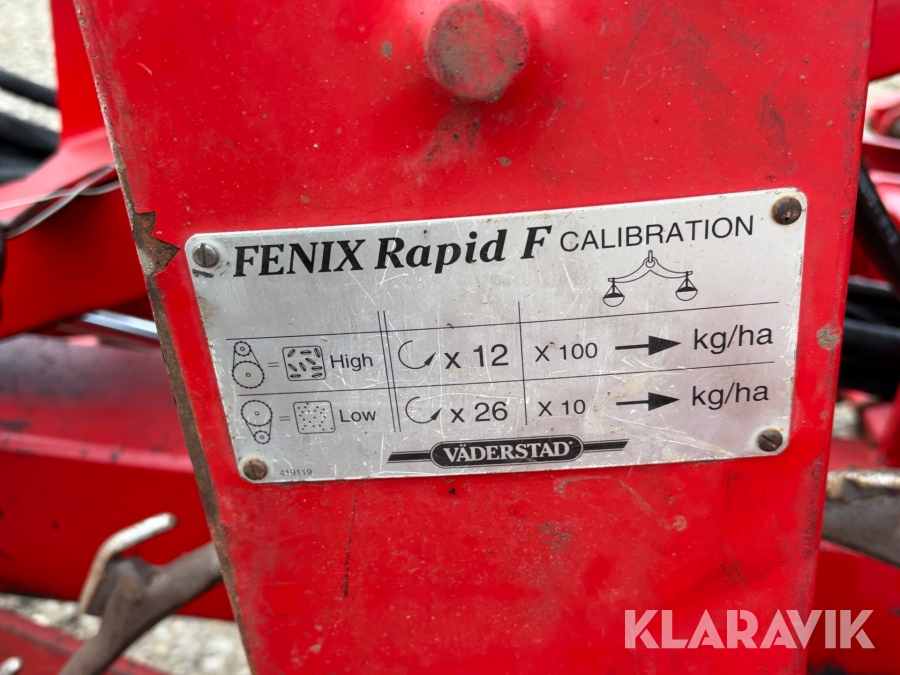 FENIX Rapid F CALIBRATION
= High x 12 X 100 kg/ha
= Low x 26 X 10 kg/ha
VÄDERSTAD
419119
KLARAVIK